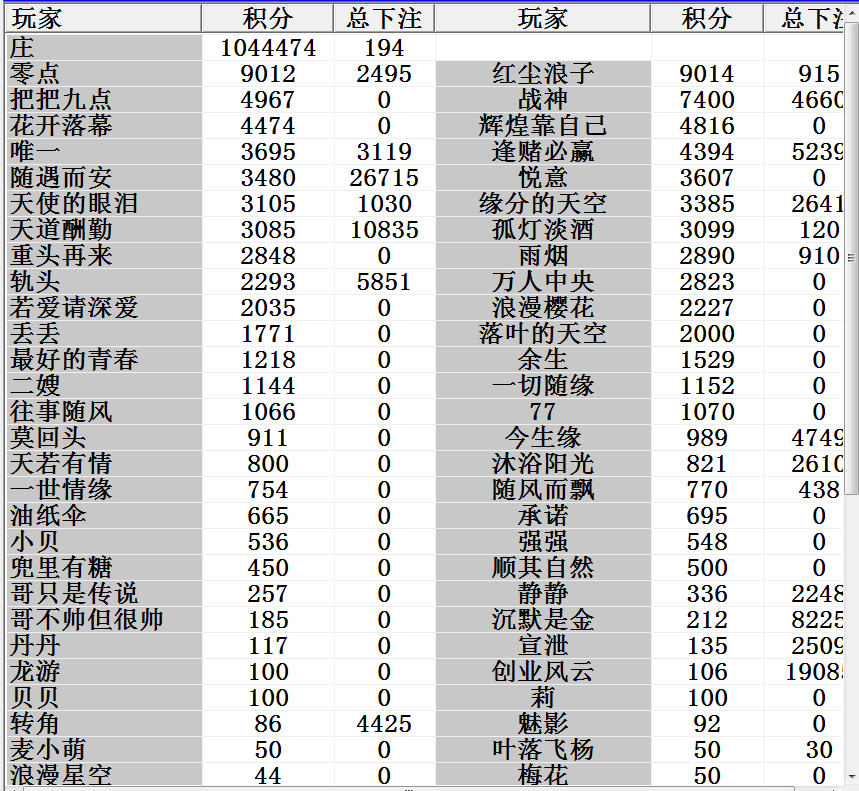 玩家 积分 总下注 玩家 积分 总下
庄 1044474 194
零点 9012 2495 红尘浪子 9014 915
把把九点 4967 0 战神 7400 4660
花开落幕 4474 0 辉煌靠自己 4816 0
唯一 3695 3119 逢赌必赢 4394 5239
随遇而安 3480 26715 悦意 3607 0
天使的眼泪 3105 1030 缘分的天空 3385 2641
天道酬勤 3085 10835 孤灯淡酒 3099 120
重头再来 2848 0 雨烟 2890 910
轨头 2293 5851 万人中央 2823 0
若爱请深爱 2035 0 浪漫樱花 2227 0
丢丢 1771 0 落叶的天空 2000 0
最好的青春 1218 0 余生 1529 0
二嫂 1144 0 一切随缘 1152 0
往事随风 1066 0 77 1070 0
莫回头 911 0 今生缘 989 4749
天若有情 800 0 沐浴阳光 821 2610
一世情缘 754 0 随风而飘 770 438
油纸伞 665 0 承诺 695 0
小贝 536 0 强强 548 0
兜里有糖 450 0 顺其自然 500 0
哥只是传说 257 0 静静 336 2248
哥不帅但很帅 185 0 沉默是金 212 8225
丹丹 117 0 宣泄 135 2509
龙游 100 0 创业风云 106 1908
贝贝 100 0 莉 100 0
转角 86 4425 魅影 92 0
麦小萌 50 0 叶落飞杨 50 30
浪漫星空 44 0 梅花 50 0